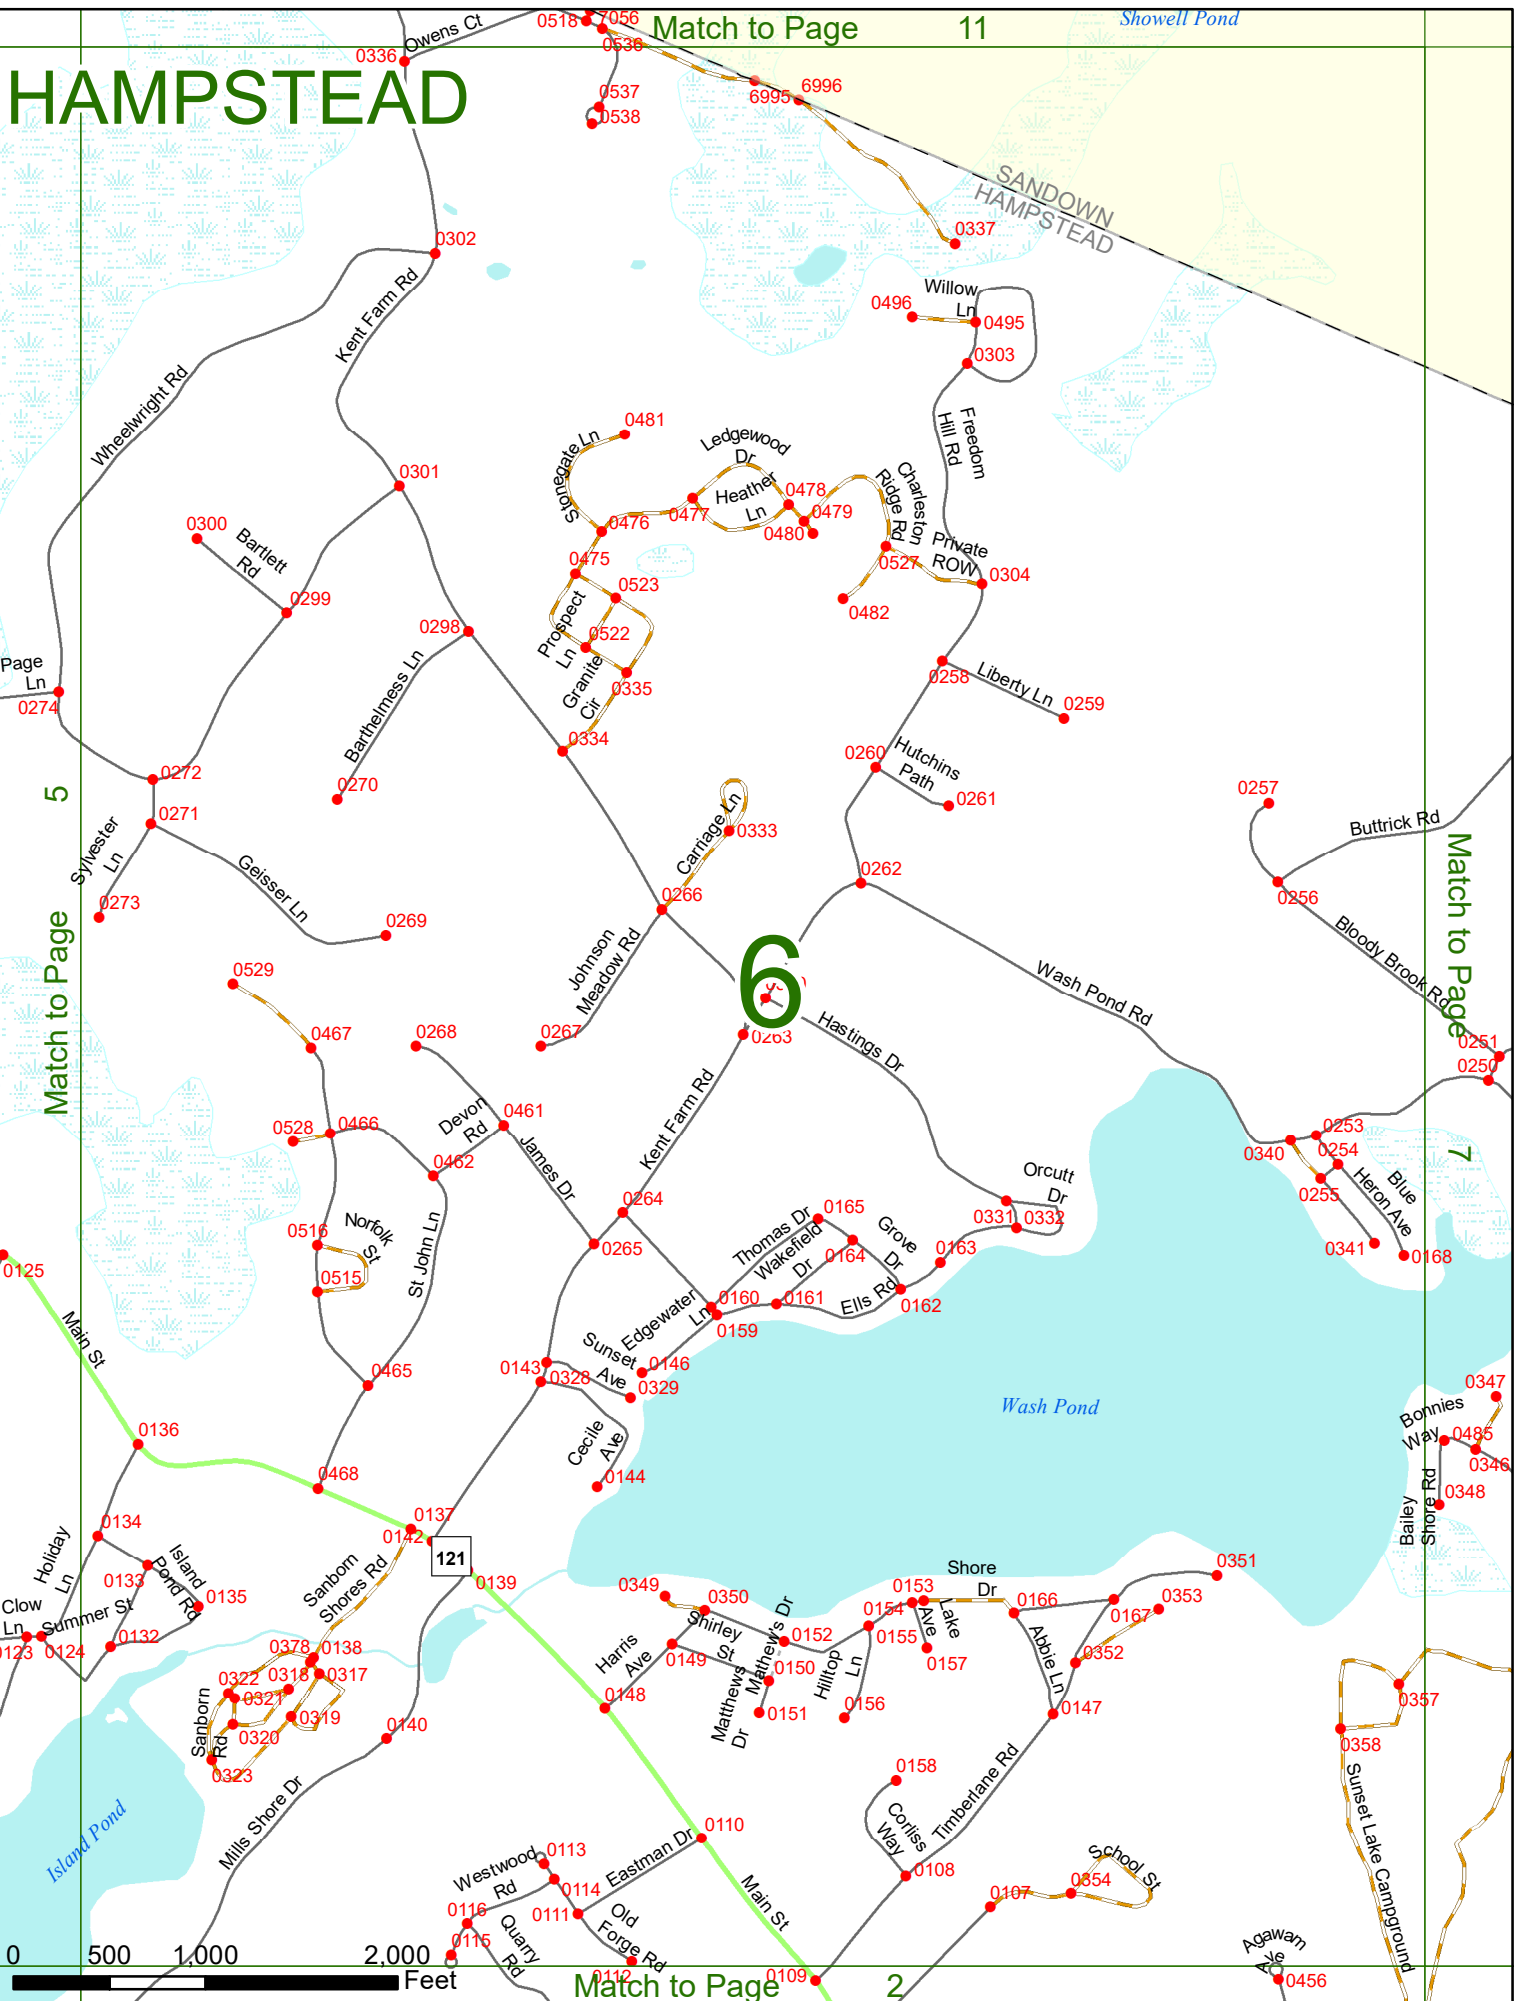 Showell Pond
0518
7056
Match to Page 11
Owens Ct
0336
0536
HAMPSTEAD
0537
0538
6995
6996
SANDOWN
HAMPSTEAD
0337
0302
Willow
Ln
0496
0495
0303
Kent Farm Rd
Wheelwright Rd
Freedom
Hill Rd
0481
Stonegate Ln
Ledgewood
Dr
Heather
Ln
0478
0479
0480
0477
0476
Charleston
Ridge Rd
Private
ROW
0527
0304
0482
0301
0300
Bartlett
Rd
0299
0475
0523
0522
Prospect
Ln
Granite
Cir
0335
0298
Barthelmess Ln
0258
Liberty Ln
0259
Page
Ln
0274
0334
0260
Hutchins
Path
0261
0272
0270
0271
5
Match to Page
Sylvester
Ln
0273
Geisser Ln
0269
Carriage Ln
0333
0266
0262
0257
Buttrick Rd
0256
Bloody Brook Rd
Match to Page
7
Johnson
Meadow Rd
6
Wash Pond Rd
0529
0467
0268
0267
0263
Hastings Dr
0251
0250
0528
0466
Devon
Rd
0461
0462
James Dr
Kent Farm Rd
0253
0340
0254
0255
Blue
Heron Ave
0341
0168
Orcutt
Dr
0331
0332
0264
0265
0165
Thomas Dr
Wakefield
Dr
0164
Grove
Dr
0163
0516
Norfolk
St
0515
St John Ln
0125
Main St
0160
0161
Ells Rd
0162
0159
Edgewater
Ln
Sunset
Ave
0146
0329
0143
0328
0465
Wash Pond
0347
Bonnies
Way
0485
0346
0348
Bailey
Shore Rd
Cecile
Ave
0144
0136
0468
0137
0142
121
0139
0134
Holiday
Ln
0133
Island
Pond Rd
0135
Summer St
0132
Clow
Ln
0123
0124
Sanborn
Shores Rd
0378
0138
0317
0318
0322
0321
0319
0320
0323
Sanborn
Rd
0140
Mills Shore Dr
Island Pond
0349
0350
Shirley
St
0149
Harris
Ave
0148
Mathew's Dr
0152
0150
0151
Matthews
Dr
Hilltop
Ln
0156
0154
0153
0155
Lake
Ave
0157
Shore
Dr
0166
0167
0351
0353
0352
Abbie Ln
0147
0357
0358
Sunset Lake Campground
0158
Corliss
Way
Timberlane Rd
0108
0110
Eastman Dr
Main St
0113
Westwood
Rd
0114
0111
0116
0115
Quarry
Rd
Old
Forge Rd
0112
0109
0107
0354
School St
Agawam
Ave
0456
0 500 1,000 2,000
Feet
Match to Page 2